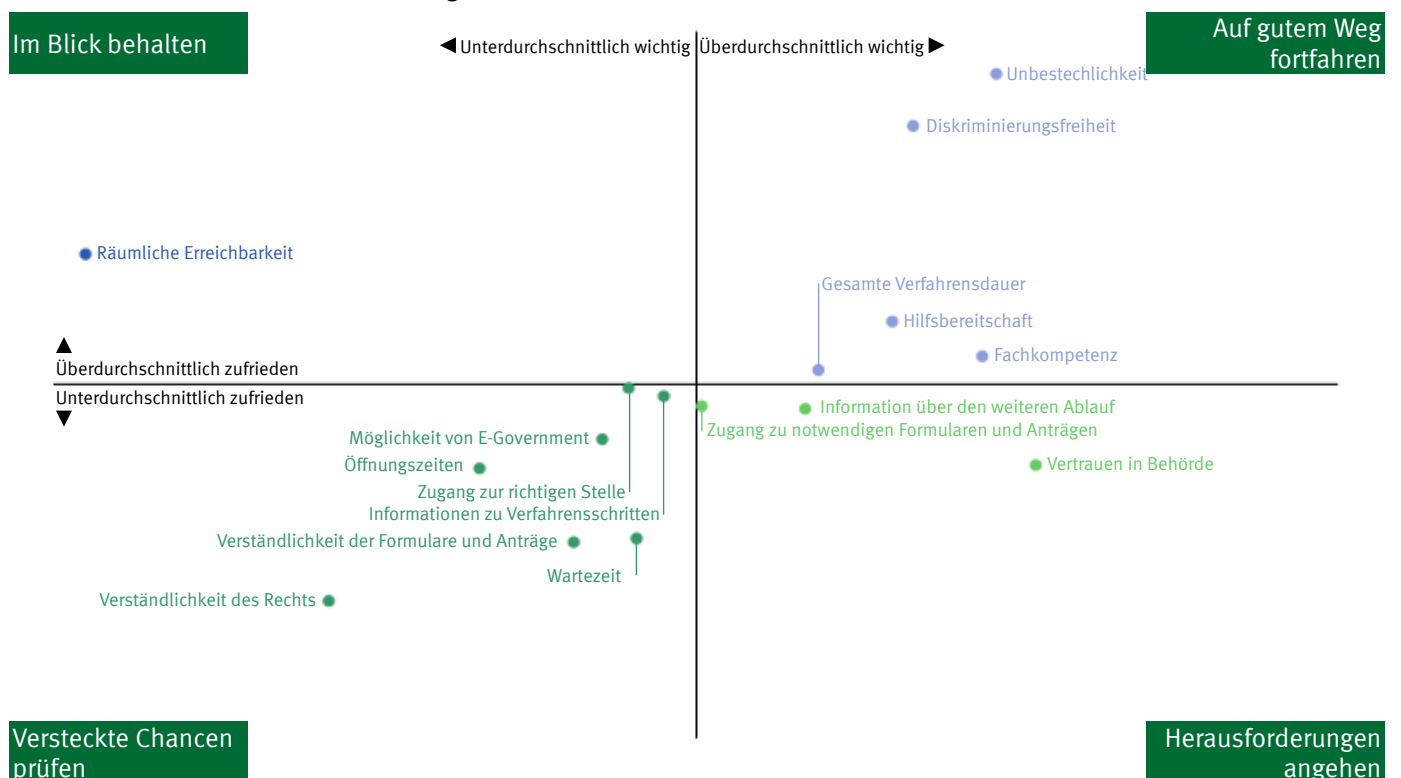 Im Blick behalten
◀ Unterdurchschnittlich wichtig
Überdurchschnittlich wichtig ▶
Auf gutem Weg
fortfahren
Unbestechlichkeit
Diskriminierungsfreiheit
Räumliche Erreichbarkeit
Gesamte Verfahrensdauer
Hilfsbereitschaft
Fachkompetenz
▲
Überdurchschnittlich zufrieden
Unterdurchschnittlich zufrieden
▼
Information über den weiteren Ablauf
Zugang zu notwendigen Formularen und Anträgen
Möglichkeit von E-Government
Öffnungszeiten
Vertrauen in Behörde
Zugang zur richtigen Stelle
Informationen zu Verfahrensschritten
Verständlichkeit der Formulare und Anträge
Wartezeit
Verständlichkeit des Rechts
Versteckte Chancen
prüfen
Herausforderungen
angehen